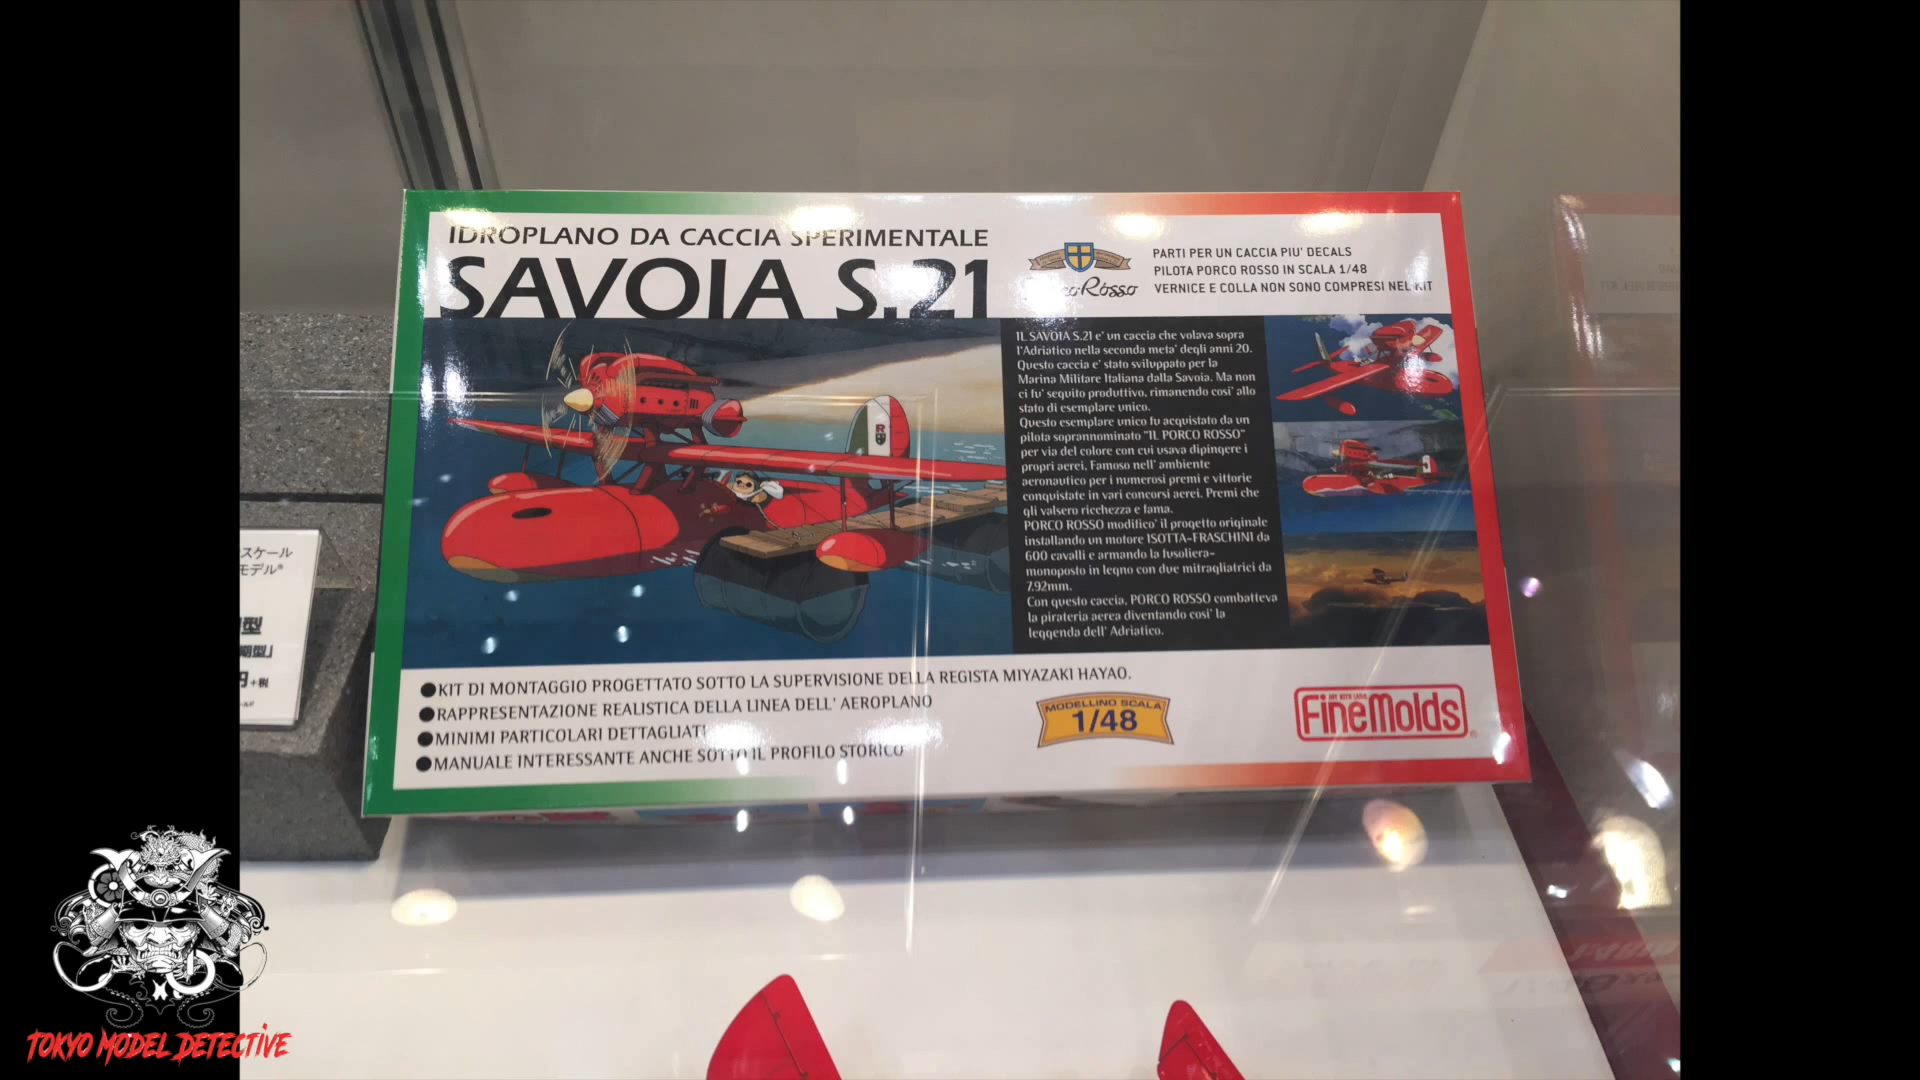 IDROPLANO DA CACCIA SPERIMENTALE
SAVOIA S.21
Porco Rosso
PARTI PER UN CACCIA PIU' DECALS
PILOTA PORCO ROSSO IN SCALA 1/48
VERNICE E COLLA NON SONO COMPRESI NEL KIT
IL SAVOIA S.21 e' un caccia che volava sopra
l'Adriatico nella seconda meta' degli anni 20.
Questo caccia e' stato sviluppato per la
Marina Militare Italiana dalla Savoia. Ma non
ci fu' seguito produttivo, rimanendo cosi' allo
stato di esemplare unico.
Questo esemplare unico fu acquistato da un
pilota soprannominato "IL PORCO ROSSO"
per via del colore con cui usava dipingere i
propri aerei. Famoso nell' ambiente
aeronautico per i numerosi premi e vittorie
conquistate in vari concorsi aerei. Premi che
gli valsero ricchezza e fama.
PORCO ROSSO modifico' il progetto originale
installando un motore ISOTTA-FRASCHINI da
600 cavalli e armando la fusoliera-
monoposto in legno con due mitragliatrici da
7.92mm.
Con questo caccia, PORCO ROSSO combatteva
la pirateria aerea diventando cosi' la
leggenda dell' Adriatico.
R
●KIT DI MONTAGGIO PROGETTATO SOTTO LA SUPERVISIONE DELLA REGISTA MIYAZAKI HAYAO.
●RAPPRESENTAZIONE REALISTICA DELLA LINEA DELL' AEROPLANO
●MINIMI PARTICOLARI DETTAGLIATI
●MANUALE INTERESSANTE ANCHE SOTTO IL PROFILO STORICO
MODELLINO SCALA
1/48
FineMolds
スケール
モデル®
型
期型」
円+税
TOKYO MODEL DETECTIVE